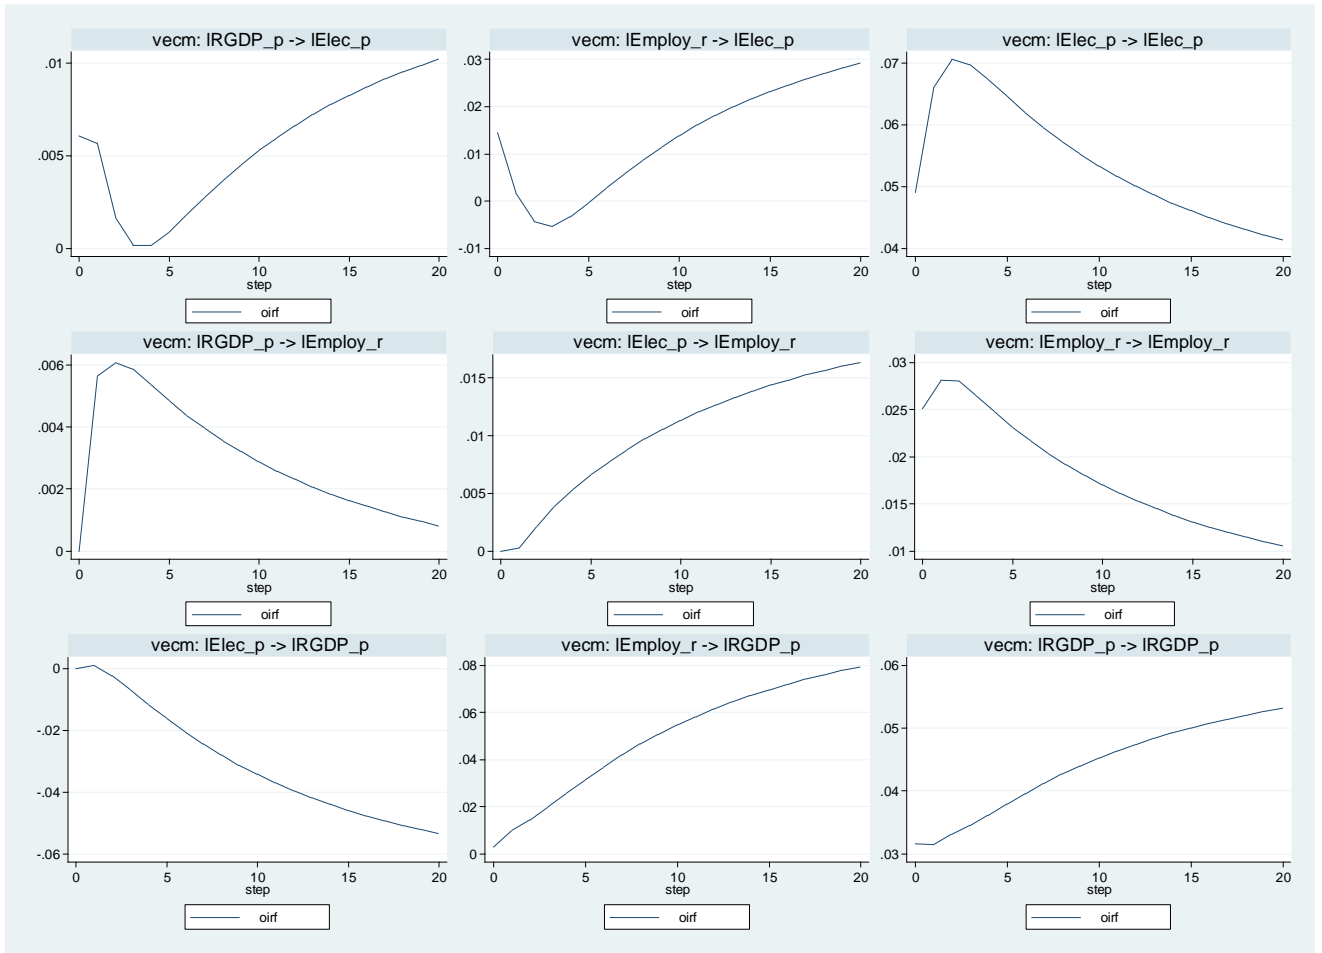 vecm: lRGDP_p -> lElec_p
vecm: lEmploy_r -> lElec_p
vecm: lElec_p -> lElec_p
.01
.005
0
0 5 10 15 20
step
oirf
.03
.02
.01
0
-.01
0 5 10 15 20
step
oirf
.07
.06
.05
.04
0 5 10 15 20
step
oirf
vecm: lRGDP_p -> lEmploy_r
vecm: lElec_p -> lEmploy_r
vecm: lEmploy_r -> lEmploy_r
.006
.004
.002
0
0 5 10 15 20
step
oirf
.015
.01
.005
0
0 5 10 15 20
step
oirf
.03
.025
.02
.015
.01
0 5 10 15 20
step
oirf
vecm: lElec_p -> lRGDP_p
vecm: lEmploy_r -> lRGDP_p
vecm: lRGDP_p -> lRGDP_p
0
-.02
-.04
-.06
0 5 10 15 20
step
oirf
.08
.06
.04
.02
0
0 5 10 15 20
step
oirf
.06
.05
.04
.03
0 5 10 15 20
step
oirf